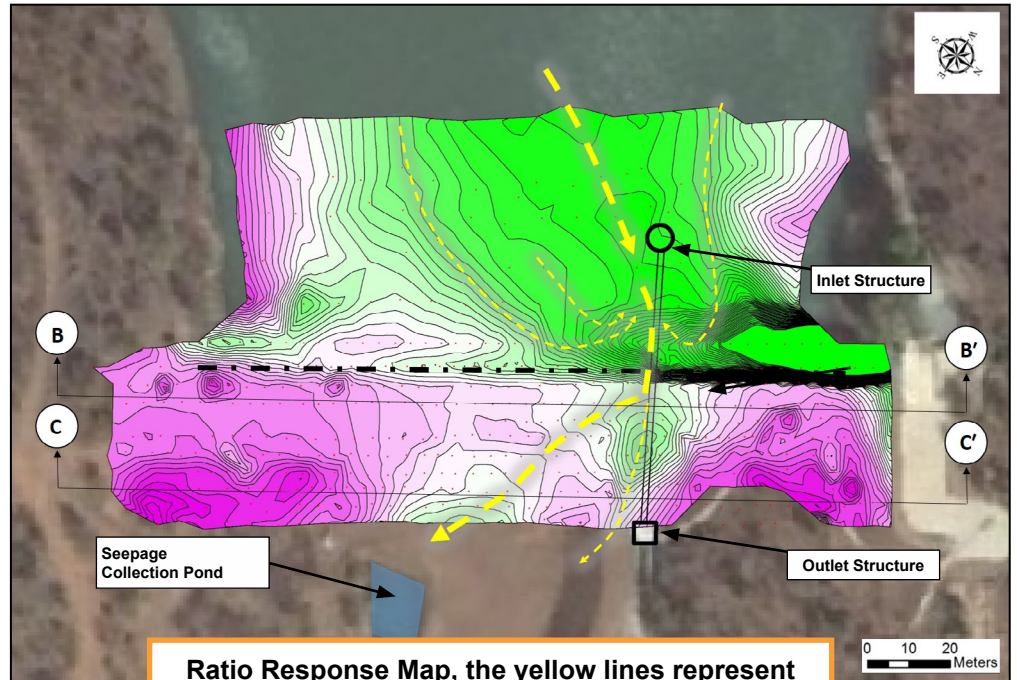 S W
E N
Inlet Structure
B B′
C C′
Seepage
Collection Pond
Outlet Structure
Ratio Response Map, the yellow lines represent
0 10 20
Meters